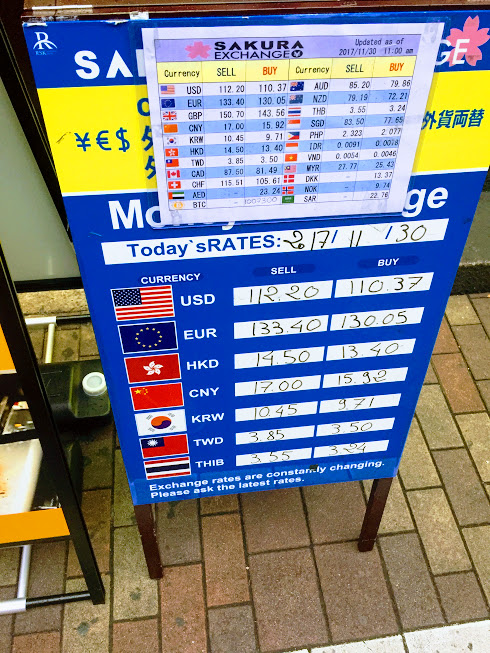 R
SAKURA EXCHANGE
Updated as of
2017/11/30 11:00 am
Currency SELL BUY Currency SELL BUY
USD 112.20 110.37 AUD 85.20 79.86
EUR 133.40 130.05 NZD 79.19 72.27
GBP 150.70 143.56 THB 3.55 3.24
CNY 17.00 15.92 SGD 83.50 77.65
KRW 10.45 9.71 PHP 2.323 2.077
HKD 14.50 13.40 IDR 0.0091 0.0078
TWD 3.85 3.50 VND 0.0054 0.0046
CAD 87.50 81.49 MYR 27.77 25.43
CHF 115.51 105.61 DKK - 13.37
AED - 23.24 NOK - 9.74
BTC - 1007300 SAR - 22.76
¥€$ 外
外貨両替
Today`sRATES: 2017/11/30
CURRENCY SELL BUY
USD 112.20 110.37
EUR 133.40 130.05
HKD 14.50 13.40
CNY 17.00 15.92
KRW 10.45 9.71
TWD 3.85 3.50
THIB 3.55 3.24
Exchange rates are constantly changing.
Please ask the latest rates.